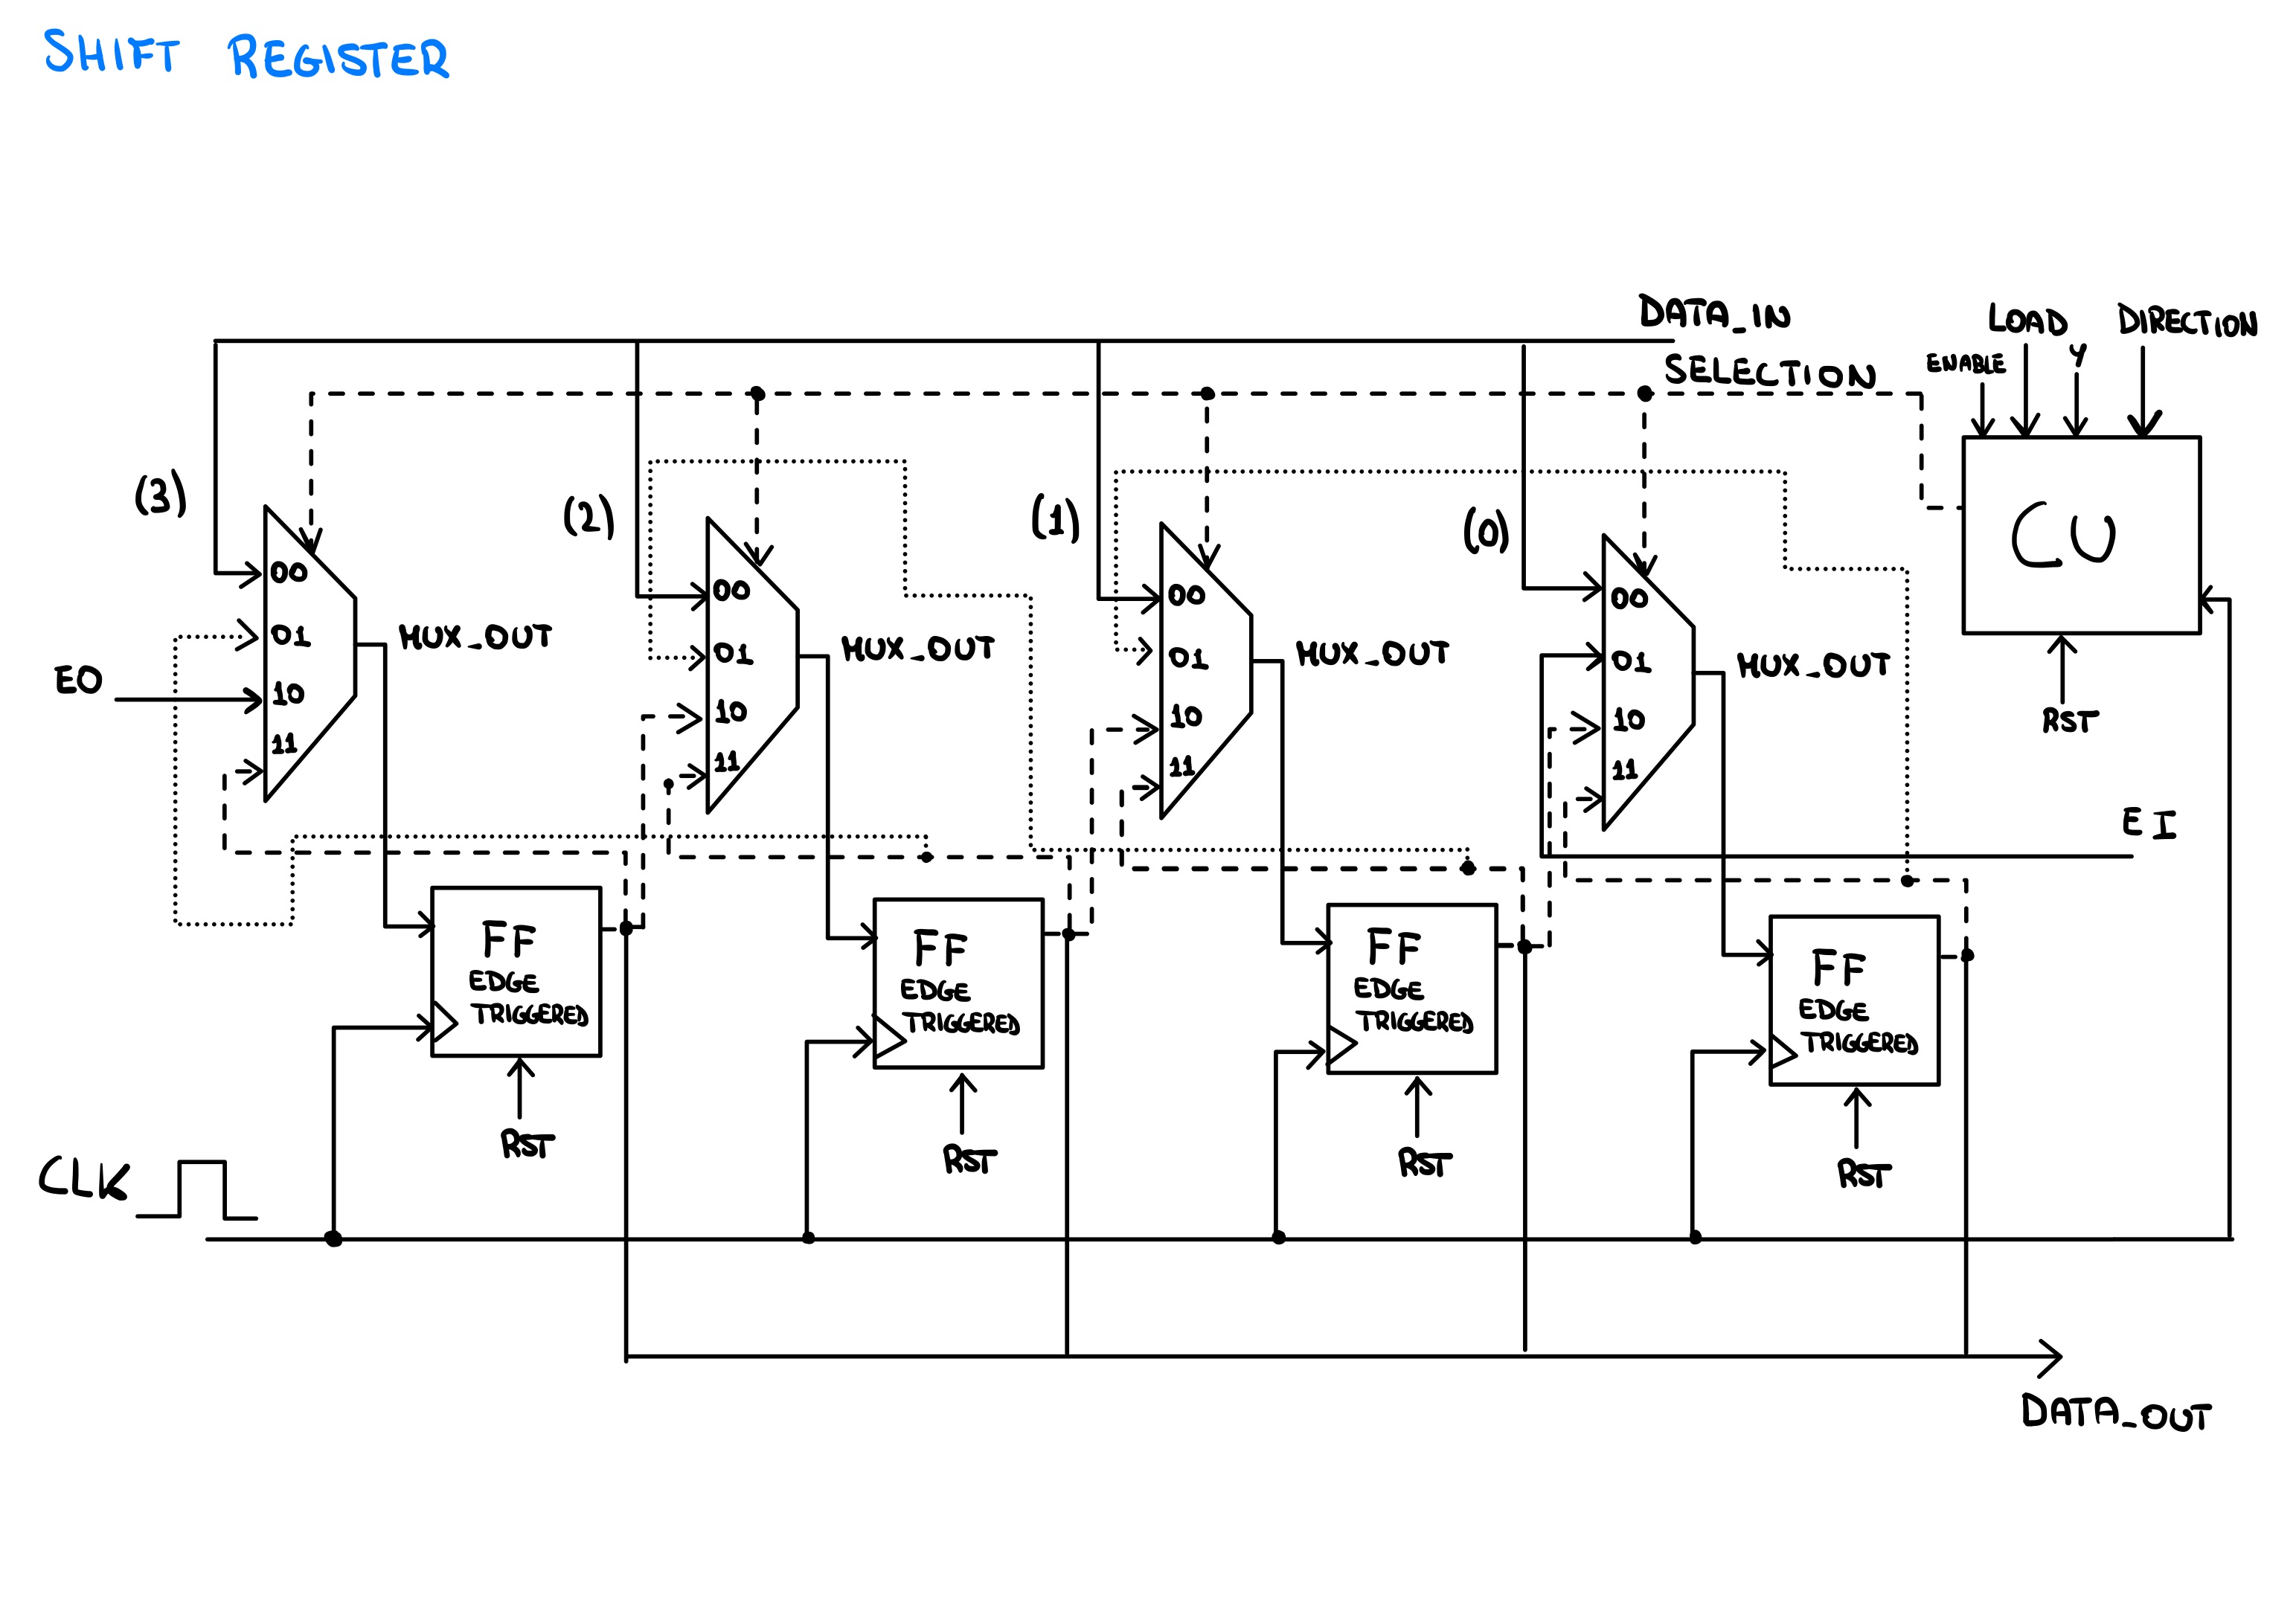 SHIFT REGISTER
DATA_IN
LOAD
DIRECTION
ENABLE
Y
SELECTION
(3)
(2)
(1)
(0)
CU
00
01
10
11
MUX_OUT
00
01
10
11
MUX_OUT
00
01
10
11
MUX_OUT
00
01
10
11
MUX_OUT
EO
RST
EI
FF
EDGE
TRIGGERED
FF
EDGE
TRIGGERED
FF
EDGE
TRIGGERED
FF
EDGE
TRIGGERED
RST
RST
RST
RST
CLK
DATA_OUT